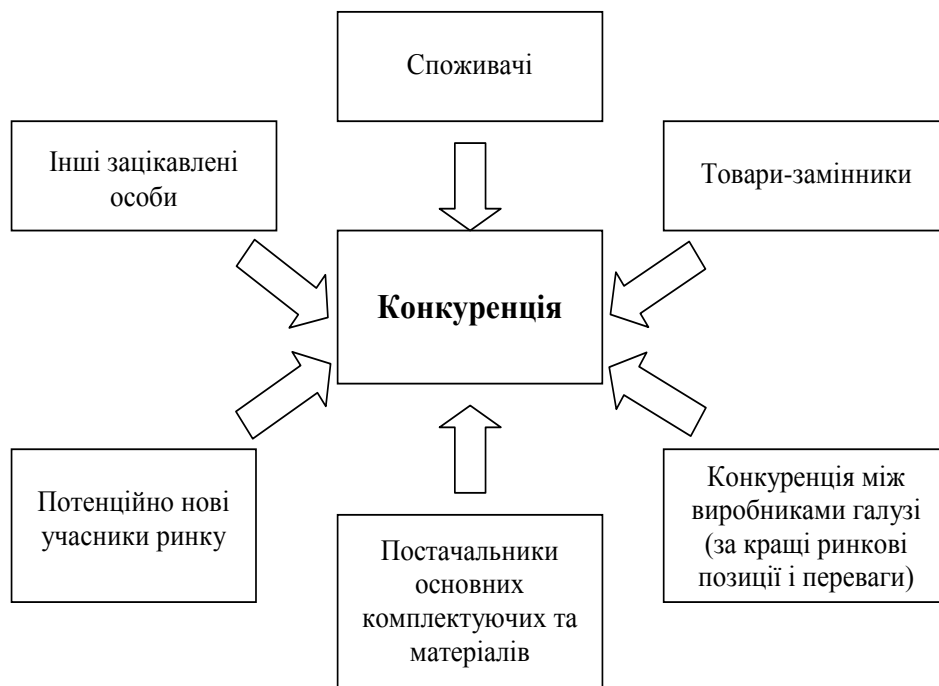 Споживачі
Інші зацікавлені
особи
Товари-замінники
Конкуренція
Потенційно нові
учасники ринку
Постачальники
основних
комплектуючих та
матеріалів
Конкуренція між
виробниками галузі
(за кращі ринкові
позиції і переваги)